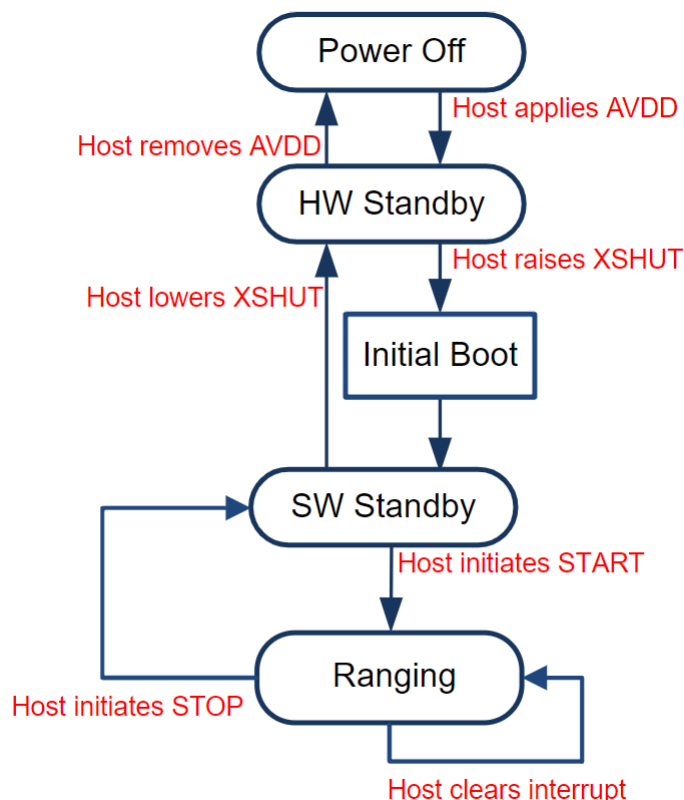 Power Off
Host applies AVDD
Host removes AVDD
HW Standby
Host raises XSHUT
Host lowers XSHUT
Initial Boot
SW Standby
Host initiates START
Ranging
Host initiates STOP
Host clears interrupt